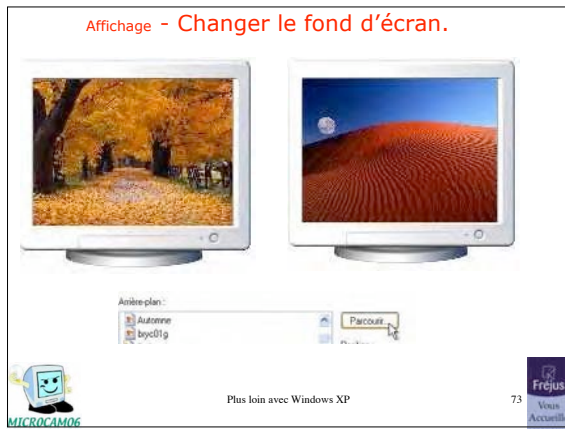 Affichage - Changer le fond d'écran.
Arrière-plan :
Automne
bryc01g
Parcourir...
Plus loin avec Windows XP
73
MICROCAM06
Fréjus
Vous
Accueille